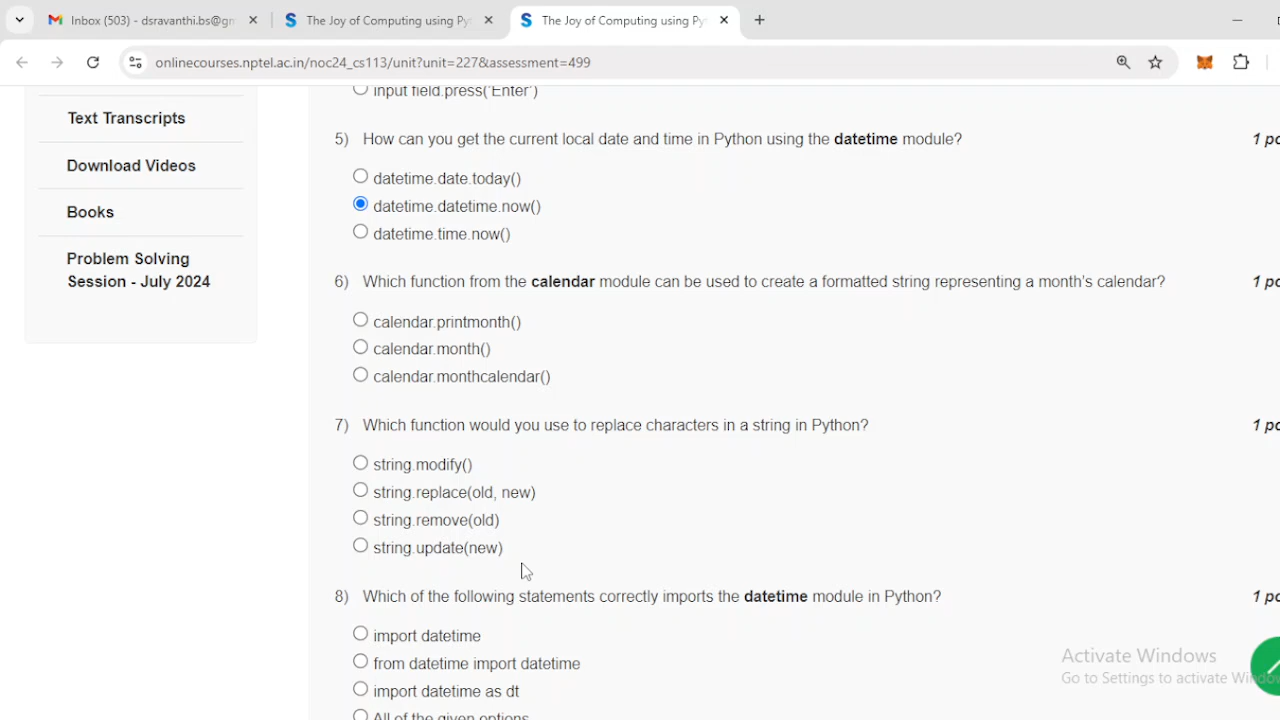 Inbox (503) - dsravanthi.bs@gm
The Joy of Computing using Py
The Joy of Computing using Py
onlinecourses.nptel.ac.in/noc24_cs113/unit?unit=227&assessment=499
Text Transcripts
Download Videos
Books
Problem Solving
Session - July 2024
input field.press('Enter')
5) How can you get the current local date and time in Python using the datetime module? 1 po
datetime.date.today()
datetime.datetime.now()
datetime.time.now()
6) Which function from the calendar module can be used to create a formatted string representing a month's calendar? 1 po
calendar.printmonth()
calendar.month()
calendar.monthcalendar()
7) Which function would you use to replace characters in a string in Python? 1 po
string.modify()
string.replace(old, new)
string.remove(old)
string.update(new)
8) Which of the following statements correctly imports the datetime module in Python? 1 po
import datetime
from datetime import datetime
import datetime as dt
All of the given options
Activate Windows
Go to Settings to activate Windows